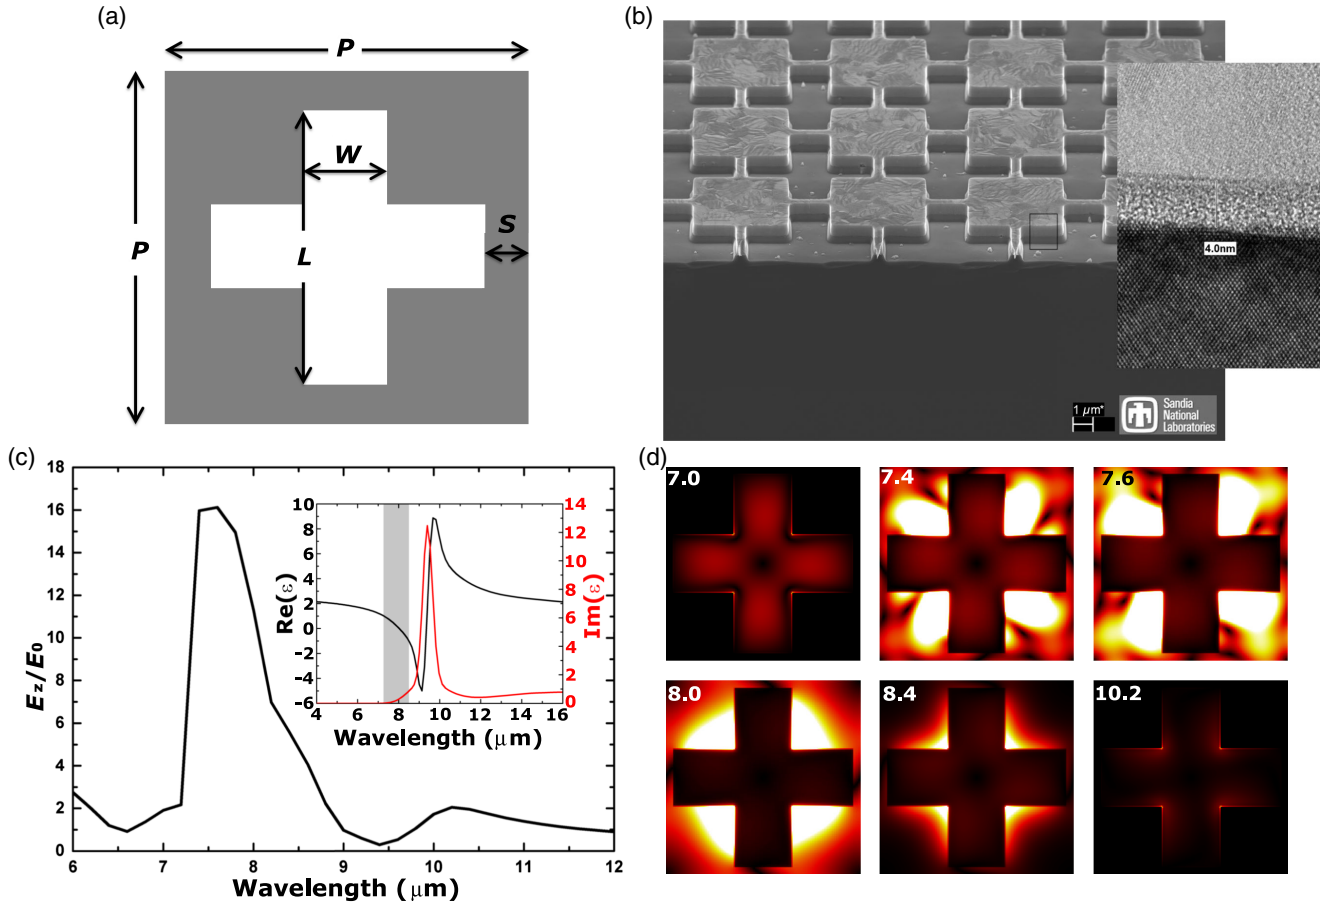 (a)
P
P
W
L
S
(b)
4.0nm
1 µm*
Sandia
National
Laboratories
(c)
18
16
14
12
10
8
6
4
2
0
6
7
8
9
10
11
12
Ez/E0
Wavelength (μm)
10
8
6
4
2
0
-2
-4
-6
14
12
10
8
6
4
2
0
4
6
8
10
12
14
16
Re(ε)
Im(ε)
Wavelength (μm)
(d)
7.0
7.4
7.6
8.0
8.4
10.2